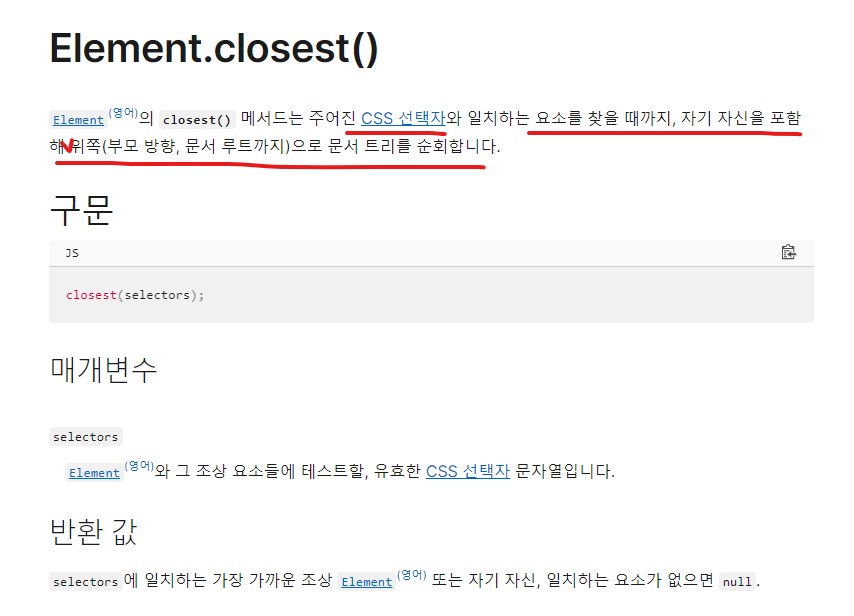 Element.closest()
Element (영어)의 closest() 메서드는 주어진 CSS 선택자와 일치하는 요소를 찾을 때까지, 자기 자신을 포함
해 위쪽(부모 방향, 문서 루트까지)으로 문서 트리를 순회합니다.
구문
JS
closest(selectors);
매개변수
selectors
Element (영어)와 그 조상 요소들에 테스트할, 유효한 CSS 선택자 문자열입니다.
반환 값
selectors 에 일치하는 가장 가까운 조상 Element (영어) 또는 자기 자신, 일치하는 요소가 없으면 null .